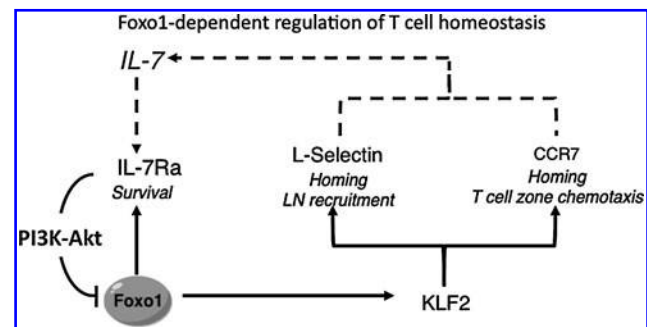 Foxo1-dependent regulation of T cell homeostasis
IL-7
IL-7Ra
Survival
L-Selectin
Homing
LN recruitment
CCR7
Homing
T cell zone chemotaxis
PI3K-Akt
Foxo1
KLF2